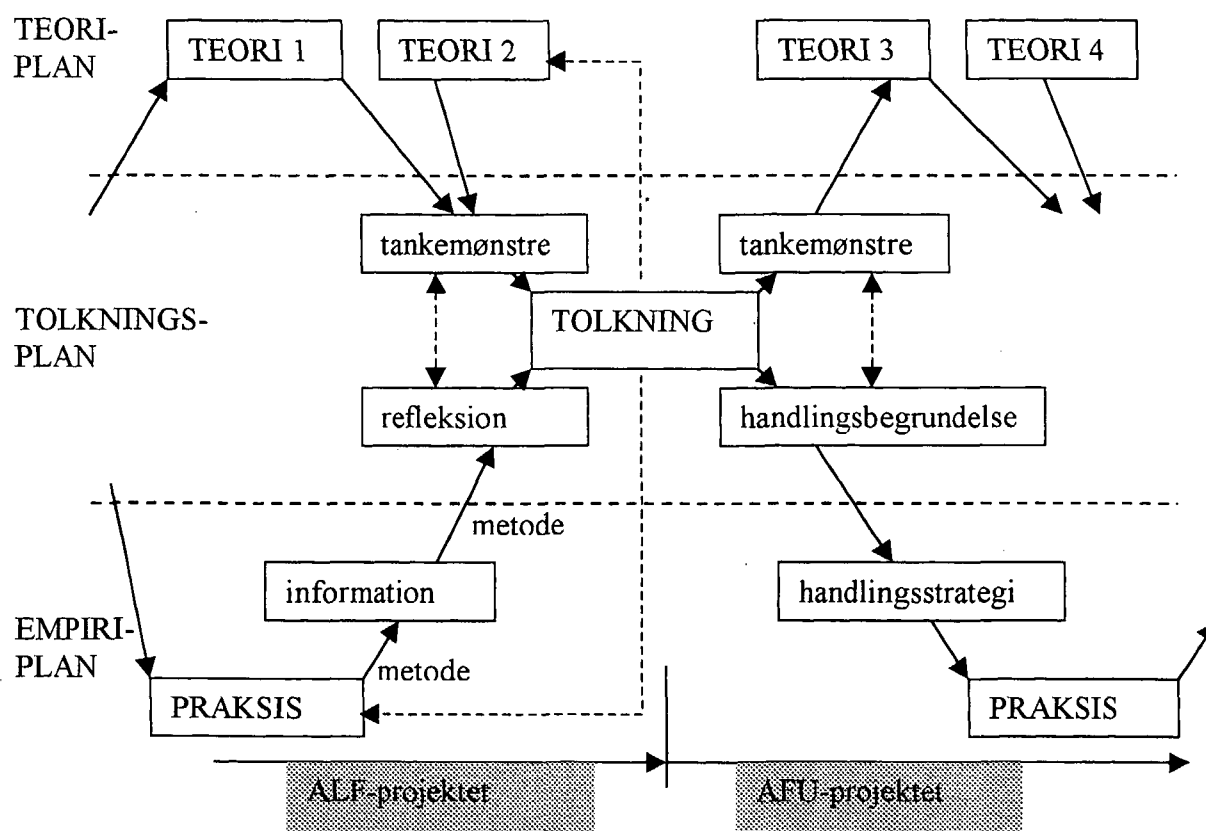 TEORI-
PLAN
TEORI 1
TEORI 2
TEORI 3
TEORI 4
tankemønstre
tankemønstre
TOLKNINGS-
PLAN
TOLKNING
refleksion
handlingsbegrundelse
metode
information
handlingsstrategi
EMPIRI-
PLAN
metode
PRAKSIS
PRAKSIS
ALF-projektet
AFU-projektet